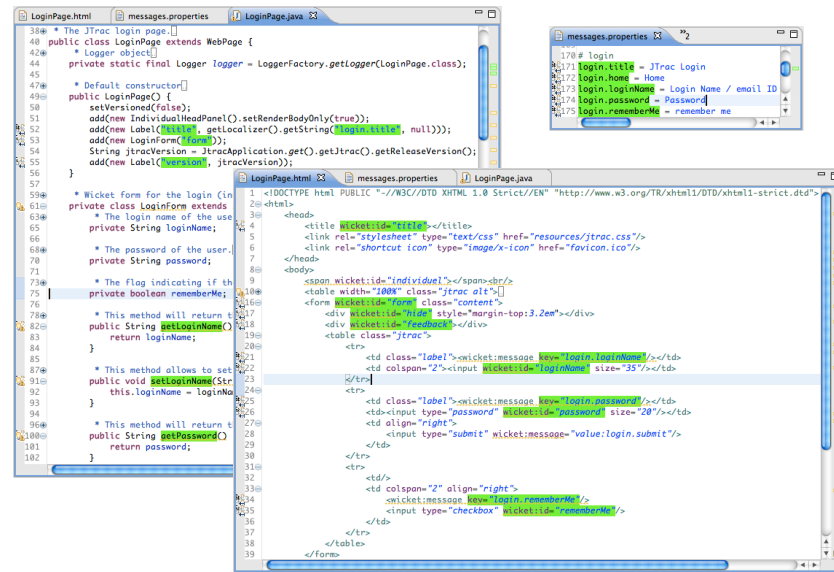 LoginPage.html messages.properties LoginPage.java
38 * The JTrac login page.
40 public class LoginPage extends WebPage {
42 * Logger object
44 private static final Logger logger = LoggerFactory.getLogger(LoginPage.class);
45
47 * Default constructor
49 public LoginPage() {
50 setVersioned(false);
51 add(new IndividualHeadPanel().setRenderBodyOnly(true));
52 add(new Label("title", getLocalizer().getString("login.title", null)));
53 add(new LoginForm("form"));
54 String jtracVersion = JtracApplication.get().getJtrac().getReleaseVersion();
55 add(new Label("version", jtracVersion));
56 }
57
59 * Wicket form for the login (in
61 private class LoginForm extends
63 * The login name of the use
65 private String loginName;
66
68 * The password of the user.
70 private String password;
71
73 * The flag indicating if th
75 private boolean rememberMe;
76
78 * This method will return t
82 public String getLoginName()
83 return loginName;
84 }
85
87 * This method allows to set
91 public void setLoginName(Str
92 this.loginName = loginNa
93 }
94
96 * This method will return t
100 public String getPassword()
101 return password;
102 }
messages.properties 2
170 # login
171 login.title = JTrac Login
172 login.home = Home
173 login.loginName = Login Name / email ID
174 login.password = Password
175 login.rememberMe = remember me
LoginPage.html messages.properties LoginPage.java
1 <!DOCTYPE html PUBLIC "-//W3C//DTD XHTML 1.0 Strict//EN" "http://www.w3.org/TR/xhtml1/DTD/xhtml1-strict.dtd">
2 <html>
3 <head>
4 <title wicket:id="title"></title>
5 <link rel="stylesheet" type="text/css" href="resources/jtrac.css"/>
6 <link rel="shortcut icon" type="image/x-icon" href="favicon.ico"/>
7 </head>
8 <body>
9 <span wicket:id="individuel"></span><br/>
10 <table width="100%" class="jtrac alt">
16 <form wicket:id="form" class="content">
17 <div wicket:id="hide" style="margin-top:3.2em"></div>
18 <div wicket:id="feedback"></div>
19 <table class="jtrac">
20 <tr>
21 <td class="label"><wicket:message key="login.loginName"/></td>
22 <td colspan="2"><input wicket:id="loginName" size="35"/></td>
23 </tr>
24 <tr>
25 <td class="label"><wicket:message key="login.password"/></td>
26 <td><input type="password" wicket:id="password" size="20"/></td>
27 <td align="right">
28 <input type="submit" wicket:message="value:login.submit"/>
29 </td>
30 </tr>
31 <tr>
32 <td/>
33 <td colspan="2" align="right">
34 <wicket:message key="login.rememberMe"/>
35 <input type="checkbox" wicket:id="rememberMe"/>
36 </td>
37 </tr>
38 </table>
39 </form>